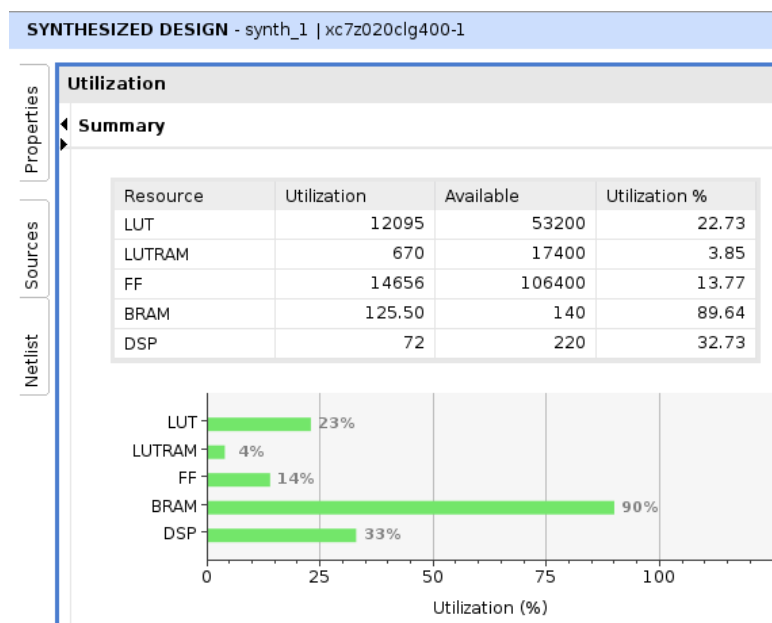 SYNTHESIZED DESIGN - synth_1 | xc7z020clg400-1
Properties
Sources
Netlist
Utilization
Summary
Resource Utilization Available Utilization %
LUT 12095 53200 22.73
LUTRAM 670 17400 3.85
FF 14656 106400 13.77
BRAM 125.50 140 89.64
DSP 72 220 32.73
LUT 23%
LUTRAM 4%
FF 14%
BRAM 90%
DSP 33%
0 25 50 75 100
Utilization (%)